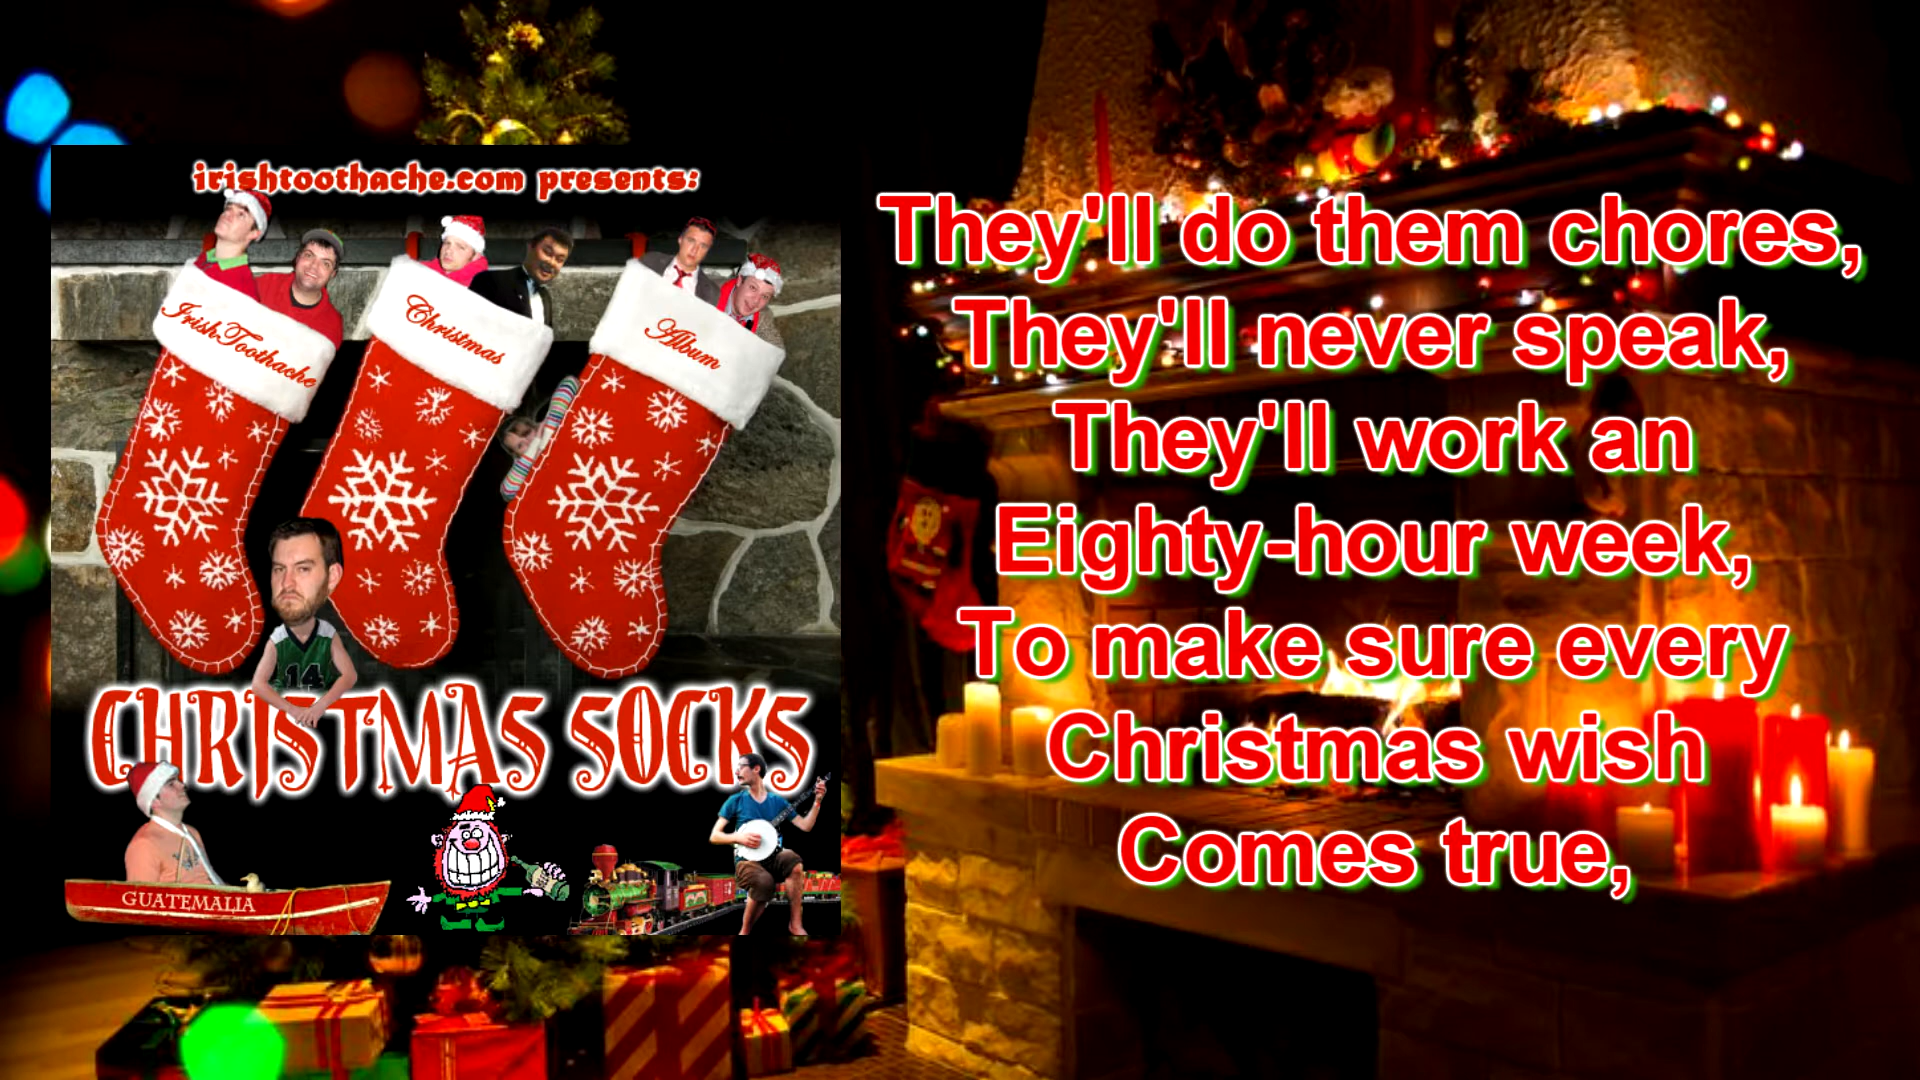 irishtoothache.com presents:
IrishToothache
Christmas
Album
14
CHRISTMAS SOCKS
GUATEMALIA
They'll do them chores,
They'll never speak,
They'll work an
Eighty-hour week,
To make sure every
Christmas wish
Comes true,